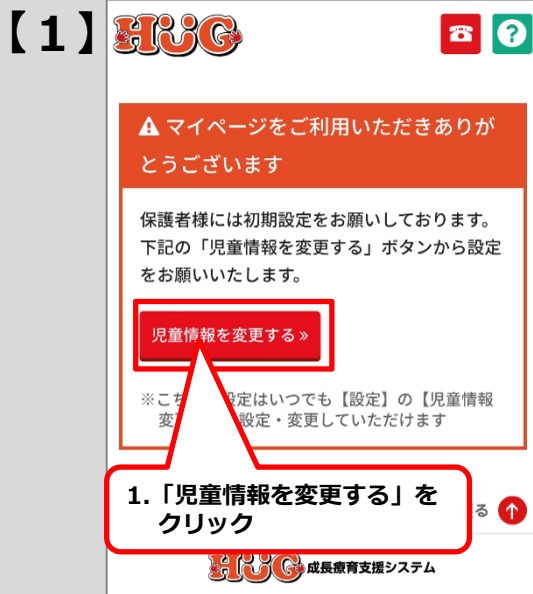 【１】
HUG
?
マイページをご利用いただきありが
とうございます
保護者様には初期設定をお願いしております。
下記の「児童情報を変更する」ボタンから設定
をお願いいたします。
児童情報を変更する »
※こち 設定はいつでも【設定】の【児童情報
変 設定・変更していただけます
1.「児童情報を変更する」を
クリック
る
HUG 成長療育支援システム